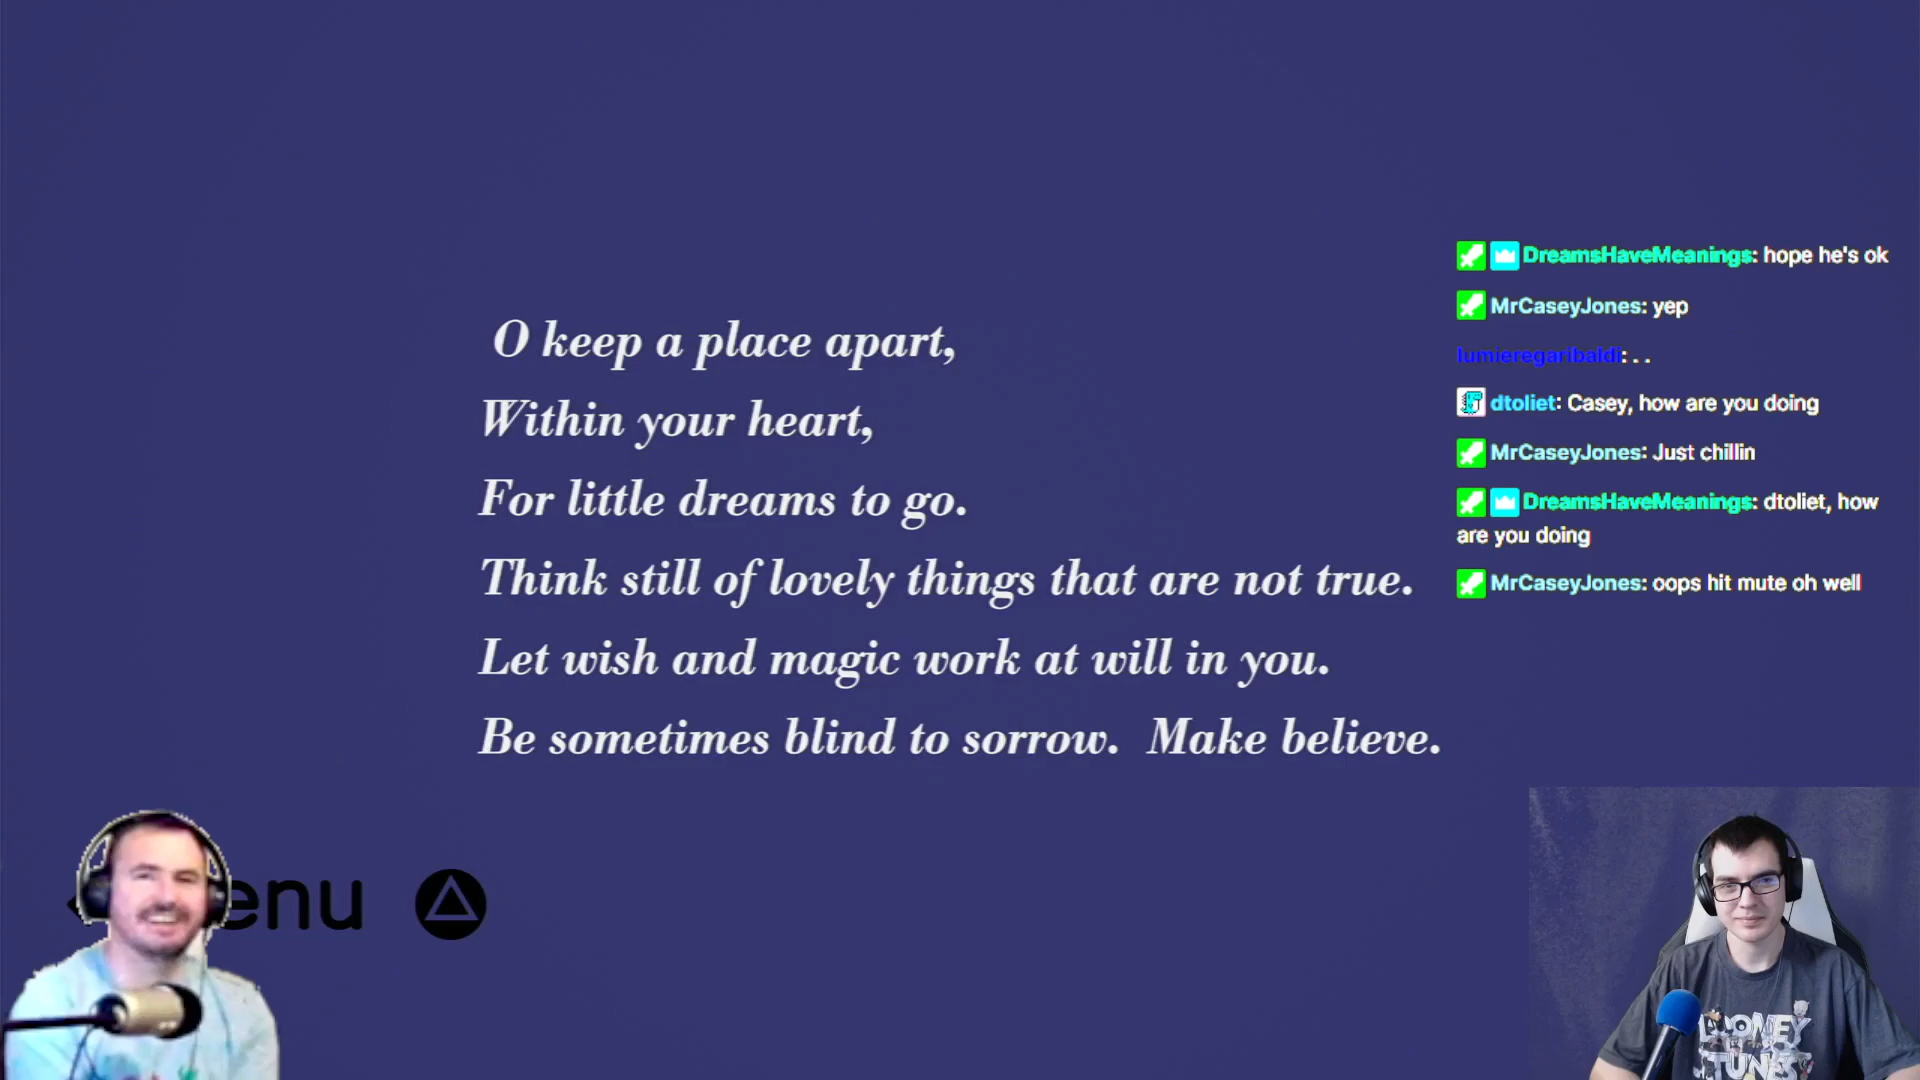 O keep a place apart,
Within your heart,
For little dreams to go.
Think still of lovely things that are not true.
Let wish and magic work at will in you.
Be sometimes blind to sorrow.  Make believe.
DreamsHaveMeanings: hope he's ok
MrCaseyJones: yep
lumieregaribaldi: . .
dtoliet: Casey, how are you doing
MrCaseyJones: Just chillin
DreamsHaveMeanings: dtoliet, how
are you doing
MrCaseyJones: oops hit mute oh well
enu
LOONEY
TUNES